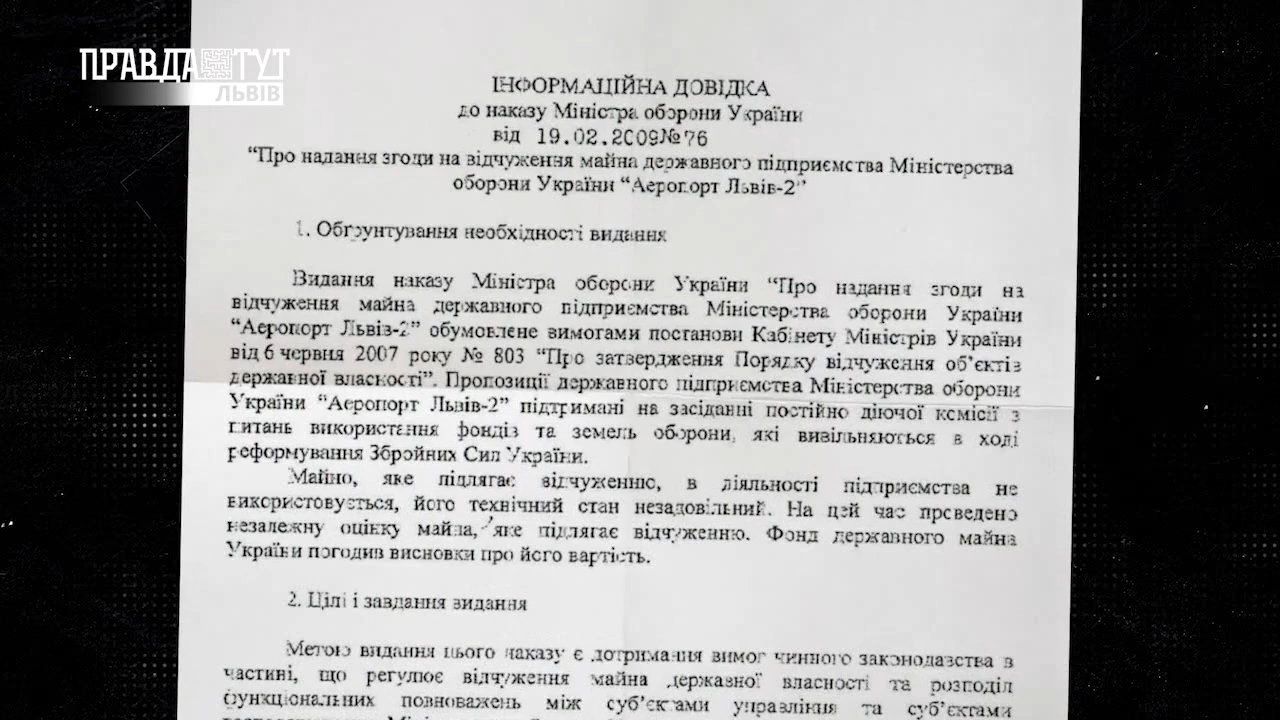 ПРАВДА ТУТ
ЛЬВІВ
ІНФОРМАЦІЙНА ДОВІДКА
до наказу Міністра оборони України
від 19.02.2009№76
“Про надання згоди на відчуження майна державного підприємства Міністерства
оборони України “Аеропорт Львів-2”
1. Обґрунтування необхідності видання
Видання наказу Міністра оборони України “Про надання згоди на
відчуження майна державного підприємства Міністерства оборони України
“Аеропорт Львів-2” обумовлене вимогами постанови Кабінету Міністрів України
від 6 червня 2007 року № 803 “Про затвердження Порядку відчуження об’єктів
державної власності”. Пропозиції державного підприємства Міністерства оборони
України “Аеропорт Львів-2” підтримані на засіданні постійно діючої комісії з
питань використання фондів та земель оборони, які вивільняються в ході
реформування Збройних Сил України.
Майно, яке підлягає відчуженню, в діяльності підприємства не
використовується, його технічний стан незадовільний. На цей час проведено
незалежну оцінку майна, яке підлягає відчуженню. Фонд державного майна
України погодив висновки про його вартість.
2. Цілі і завдання видання
Метою видання цього наказу є дотримання вимог чинного законодавства в
частині, що регулює відчуження майна державної власності та розподіл
функціональних повноважень між суб’єктами управління та суб’єктами